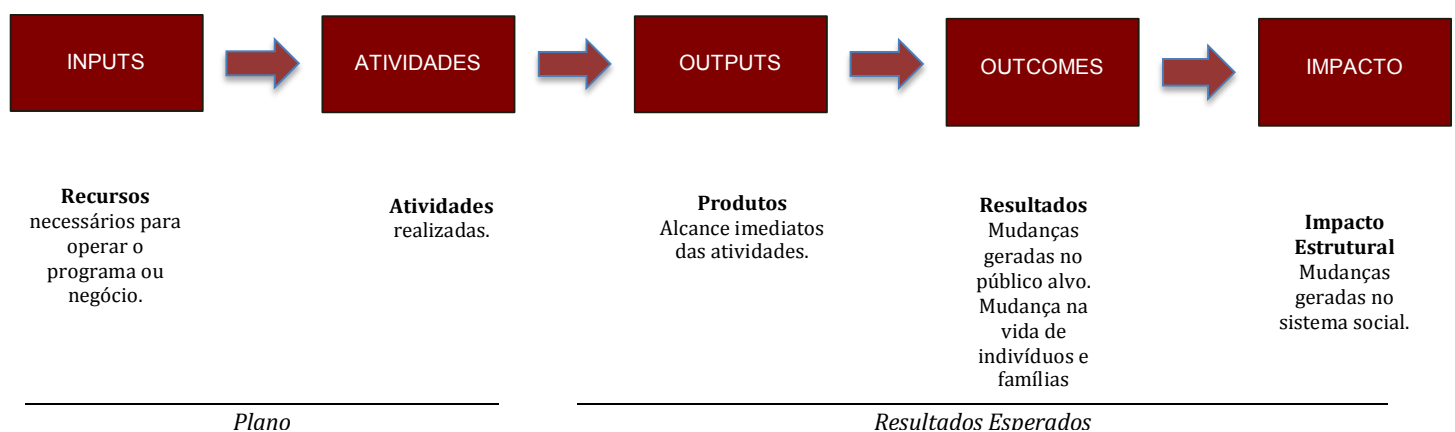 INPUTS
ATIVIDADES
OUTPUTS
OUTCOMES
IMPACTO
Recursos
necessários para
operar o
programa ou
negócio.
Atividades
realizadas.
Produtos
Alcance imediatos
das atividades.
Resultados
Mudanças
geradas no
público alvo.
Mudança na
vida de
indivíduos e
famílias
Impacto
Estrutural
Mudanças
geradas no
sistema social.
Plano
Resultados Esperados